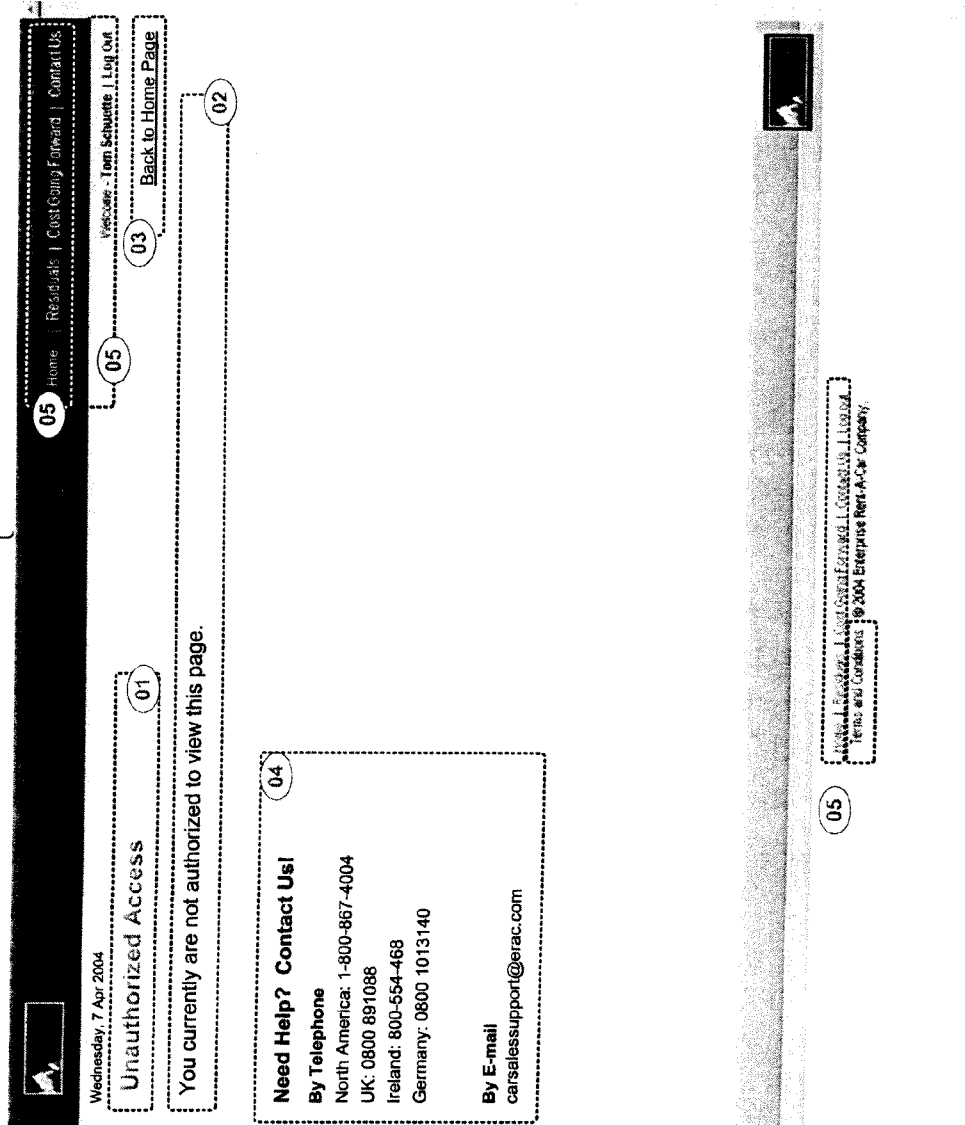 05 Home | Residuals | Cost Going Forward | Contact Us
Wednesday, 7 Apr 2004
05
Welcome - Tom Schuette | Log Out
Unauthorized Access
01
03
Back to Home Page
You currently are not authorized to view this page.
02
Need Help? Contact Us!
04
By Telephone
North America: 1-800-867-4004
UK: 0800 891088
Ireland: 800-554-468
Germany: 0800 1013140
By E-mail
carsalessupport@erac.com
05
Home | Residuals | Cost Going Forward | Contact Us | Log out
Terms and Conditions © 2004 Enterprise Rent-A-Car Company